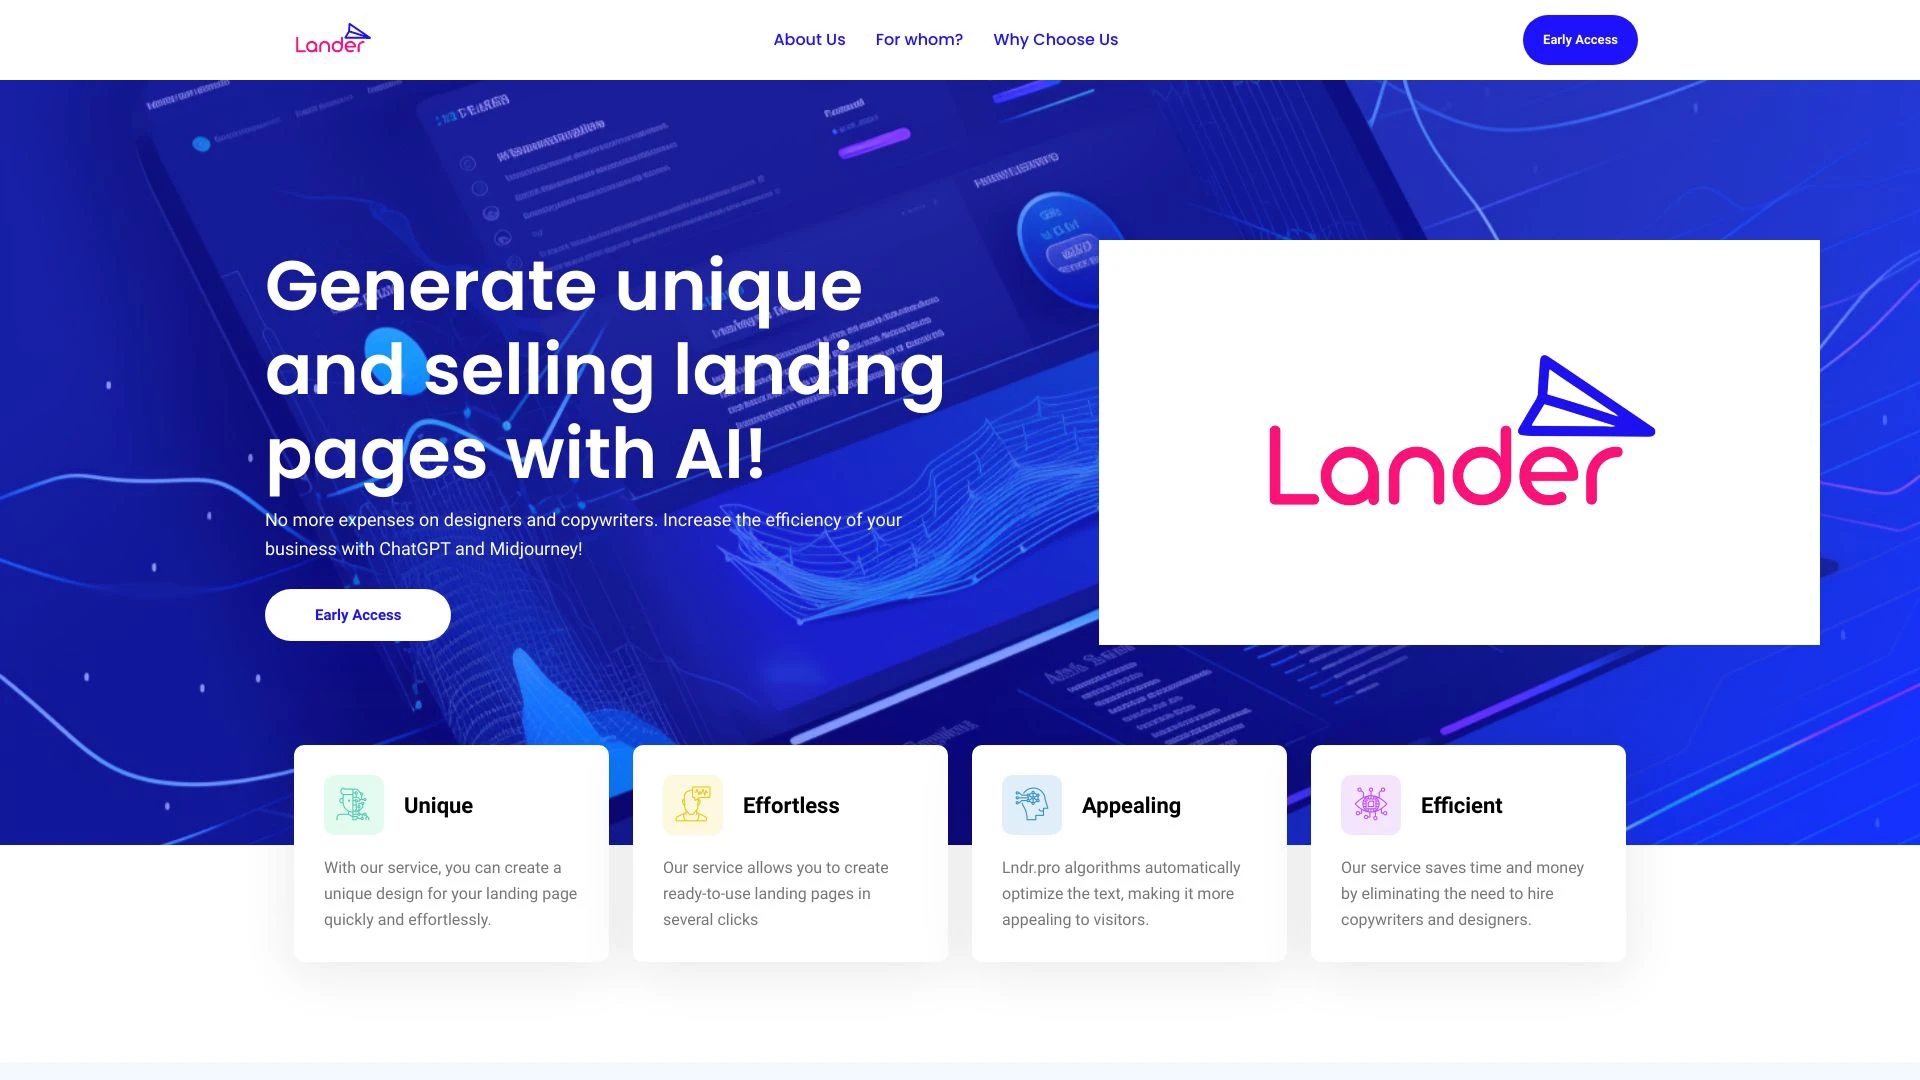 Lander
About Us
For whom?
Why Choose Us
Early Access
Generate unique
and selling landing
pages with AI!
No more expenses on designers and copywriters. Increase the efficiency of your
business with ChatGPT and Midjourney!
Early Access
Lander
Unique
With our service, you can create a
unique design for your landing page
quickly and effortlessly.
Effortless
Our service allows you to create
ready-to-use landing pages in
several clicks
Appealing
Lndr.pro algorithms automatically
optimize the text, making it more
appealing to visitors.
Efficient
Our service saves time and money
by eliminating the need to hire
copywriters and designers.